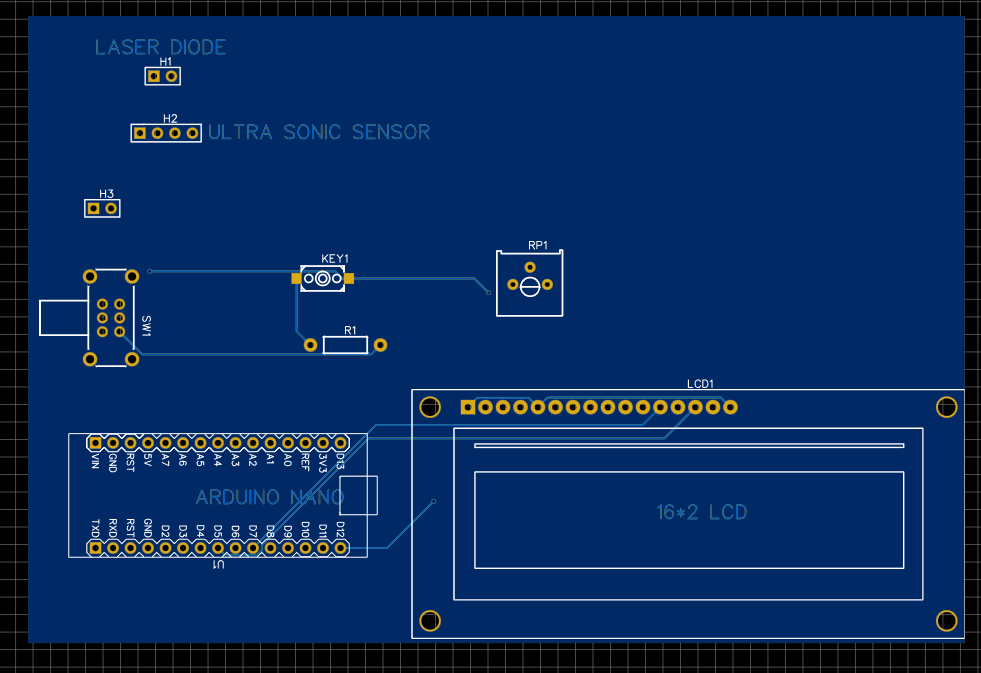 LASER DIODE
H1
H2
ULTRA SONIC SENSOR
H3
KEY1
RP1
SW1
R1
LCD1
VIN GND RST 5V A7 A6 A5 A4 A3 A2 A1 A0 REF 3V3 D13
ARDUINO NANO
16*2 LCD
TXD RXD RST GND D2 D3 D4 D5 D6 D7 D8 D9 D10 D11 D12
U1